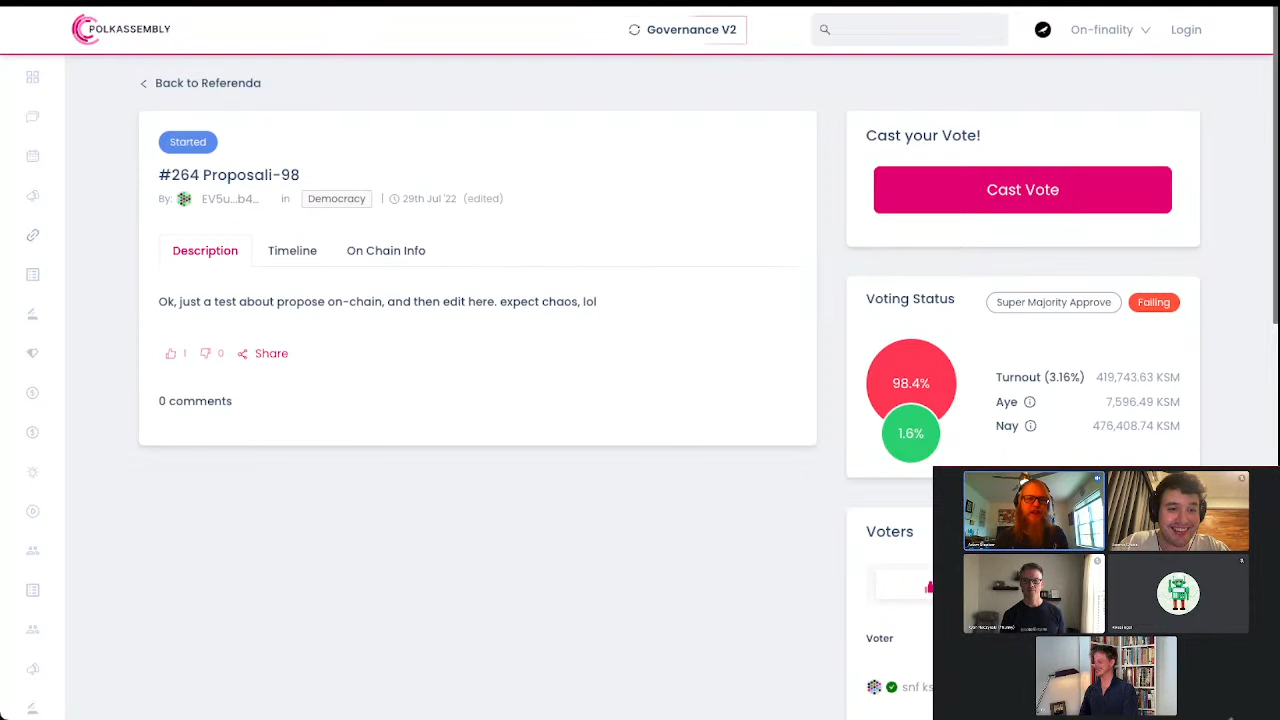 POLKASSEMBLY
Governance V2
On-finality
Login
Back to Referenda
Started
#264 Proposali-98
By: EV5u...b4... in Democracy | 29th Jul '22 (edited)
Description Timeline On Chain Info
Ok, just a test about propose on-chain, and then edit here. expect chaos, lol
1 0 Share
0 comments
Cast your Vote!
Cast Vote
Voting Status Super Majority Approve Failing
98.4%
1.6%
Turnout (3.16%) 419,743.63 KSM
Aye 7,596.49 KSM
Nay 476,408.74 KSM
Voters
Voter
snf ks